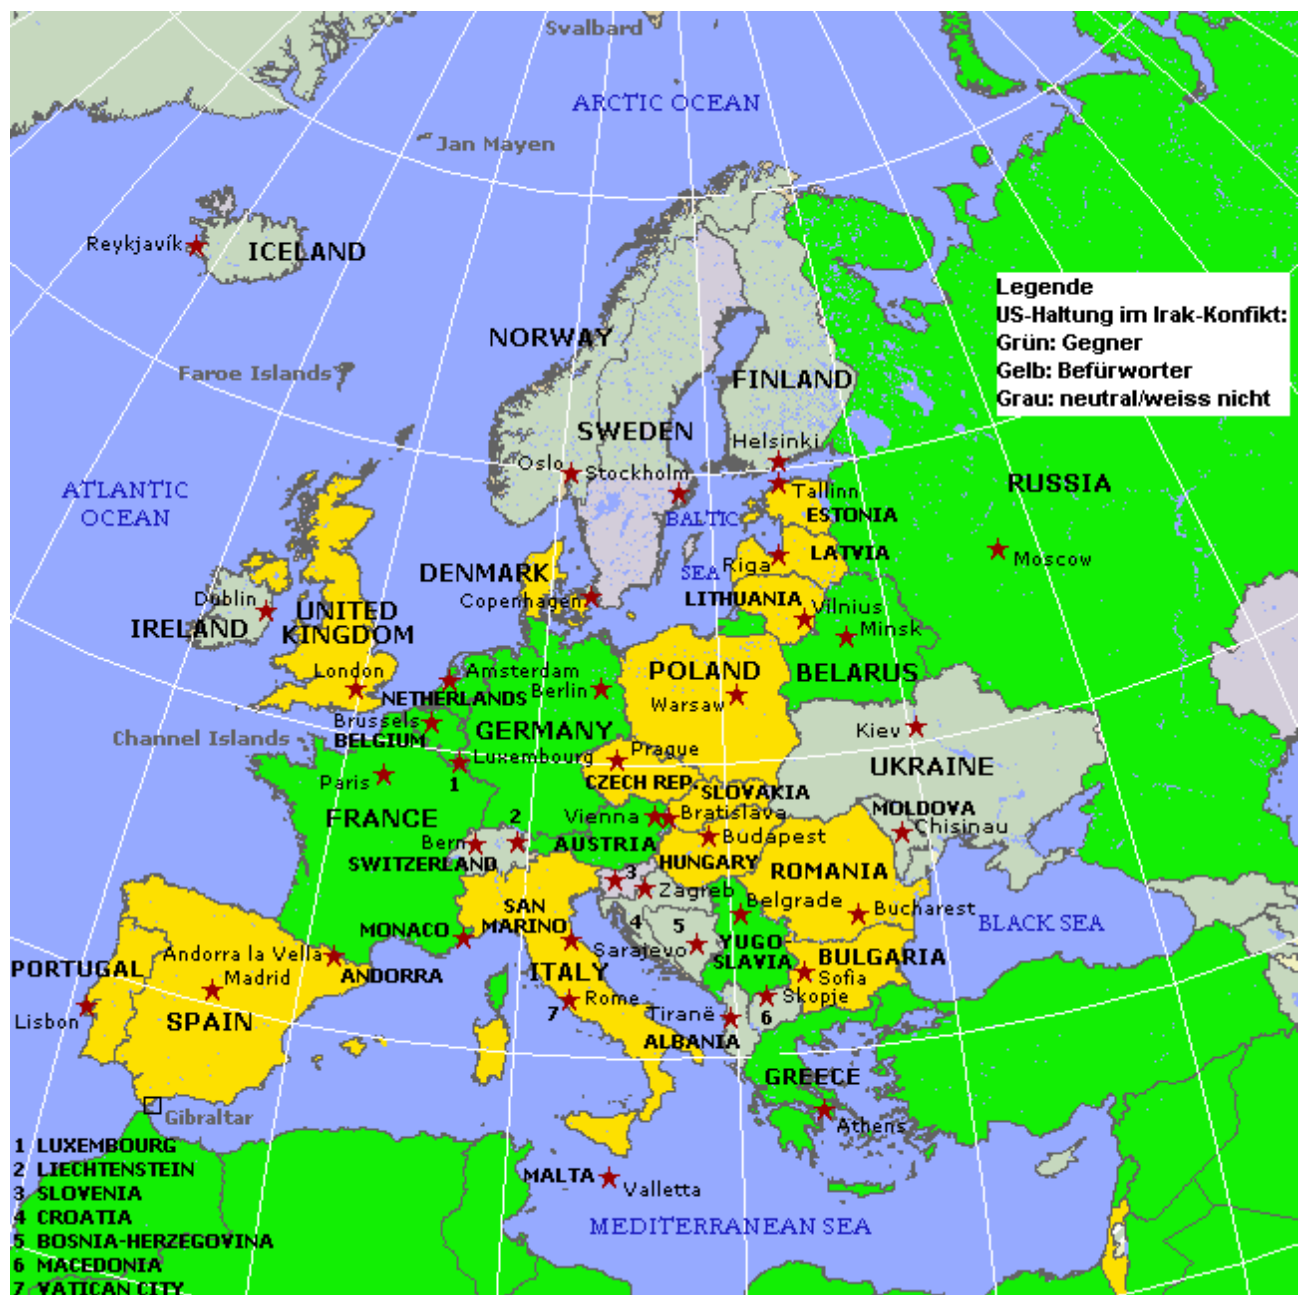 Svalbard
ARCTIC OCEAN
Jan Mayen
Reykjavík
ICELAND
Legende
US-Haltung im Irak-Konfikt:
Grün: Gegner
Gelb: Befürworter
Grau: neutral/weiss nicht
NORWAY
Faroe Islands
FINLAND
SWEDEN
Helsinki
Oslo
Stockholm
RUSSIA
ATLANTIC
OCEAN
Tallinn
ESTONIA
BALTIC
SEA
Riga
LATVIA
Moscow
DENMARK
Copenhagen
LITHUANIA
Vilnius
Minsk
Dublin
IRELAND
UNITED
KINGDOM
London
Amsterdam
NETHERLANDS
Berlin
POLAND
Warsaw
BELARUS
Brussels
BELGIUM
GERMANY
Channel Islands
Kiev
Luxembourg
Prague
CZECH REP.
UKRAINE
Paris
1
SLOVAKIA
MOLDOVA
Chisinau
FRANCE
2
Vienna
Bratislava
Budapest
Bern
SWITZERLAND
AUSTRIA
HUNGARY
ROMANIA
3
Zagreb
Belgrade
Bucharest
BLACK SEA
SAN
MARINO
MONACO
4
5
Sarajevo
YUGO-
SLAVIA
BULGARIA
Sofia
Andorra la Vella
ANDORRA
PORTUGAL
Madrid
ITALY
Rome
7
Skopje
Lisbon
SPAIN
Tiranë
6
ALBANIA
GREECE
Athens
Gibraltar
MALTA
Valletta
MEDITERRANEAN SEA
1 LUXEMBOURG
2 LIECHTENSTEIN
3 SLOVENIA
4 CROATIA
5 BOSNIA-HERZEGOVINA
6 MACEDONIA
7 VATICAN CITY